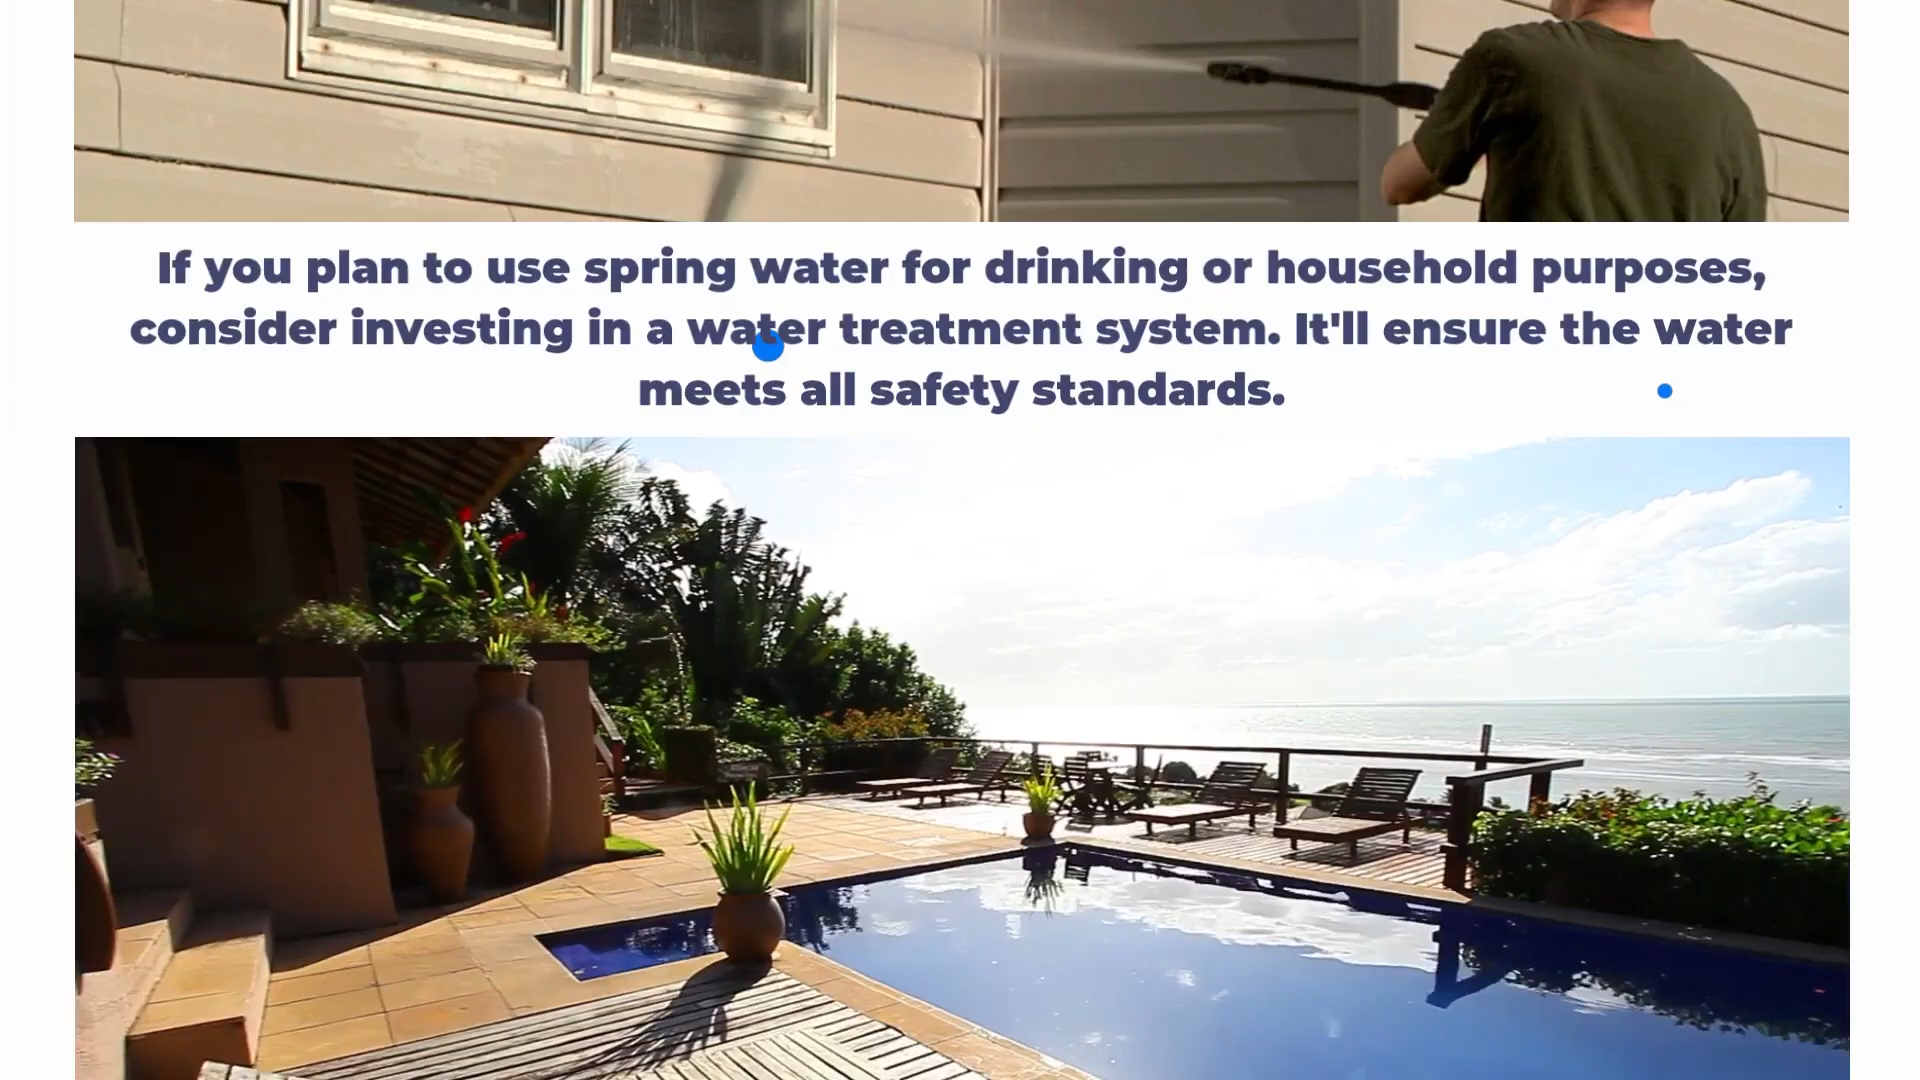 If you plan to use spring water for drinking or household purposes,
consider investing in a water treatment system. It'll ensure the water
meets all safety standards.